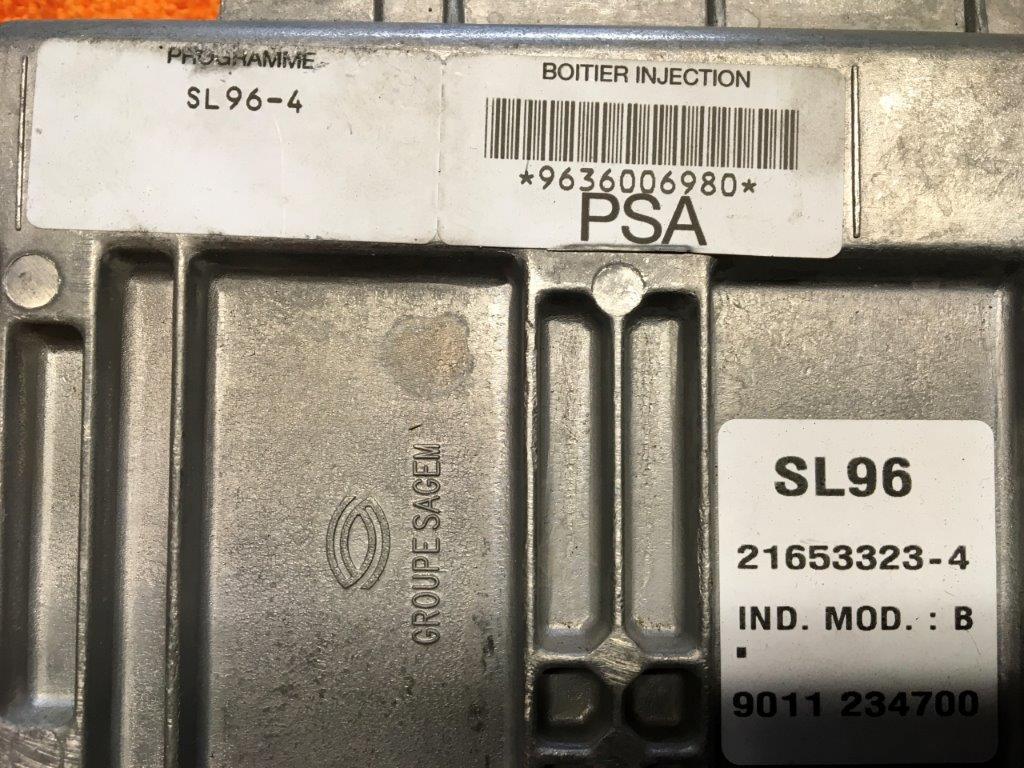 PROGRAMME
SL96-4
BOITIER INJECTION
*9636006980*
PSA
GROUPE SAGEM
SL96
21653323-4
IND. MOD. : B
9011 234700